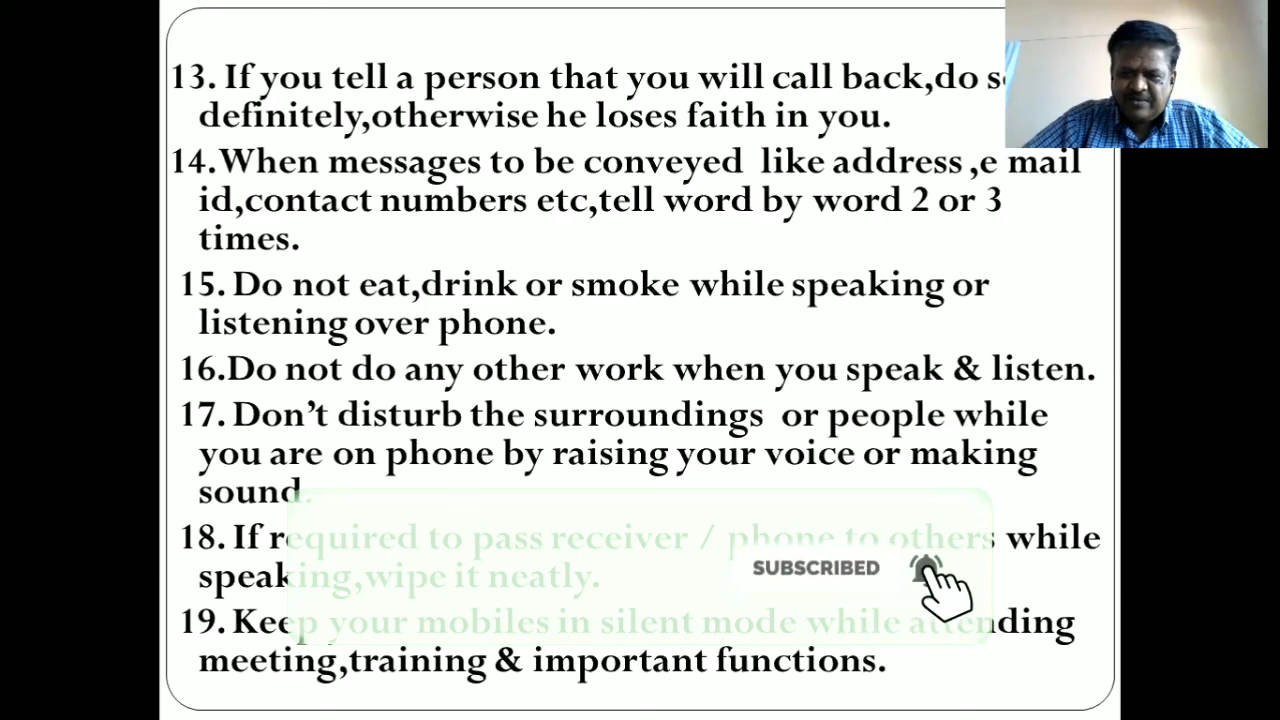 13. If you tell a person that you will call back,do so
definitely,otherwise he loses faith in you.
14.When messages to be conveyed like address ,e mail
id,contact numbers etc,tell word by word 2 or 3
times.
15. Do not eat,drink or smoke while speaking or
listening over phone.
16.Do not do any other work when you speak & listen.
17. Don’t disturb the surroundings or people while
you are on phone by raising your voice or making
sound.
18. If required to pass receiver / phone to others while
speaking,wipe it neatly.
SUBSCRIBED
19. Keep your mobiles in silent mode while attending
meeting,training & important functions.